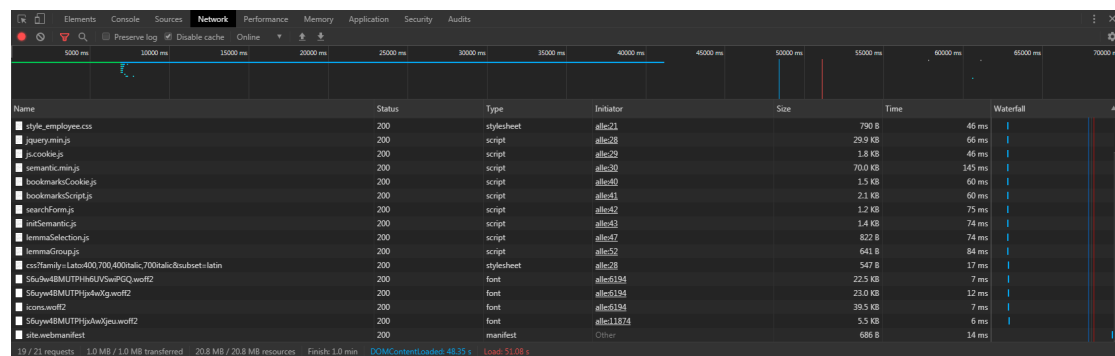 Elements Console Sources Network Performance Memory Application Security Audits
Preserve log Disable cache Online
5000 ms 10000 ms 15000 ms 20000 ms 25000 ms 30000 ms 35000 ms 40000 ms 45000 ms 50000 ms 55000 ms 60000 ms 65000 ms 70000
Name Status Type Initiator Size Time Waterfall
style_employee.css 200 stylesheet alle:21 790 B 46 ms
jquery.min.js 200 script alle:28 29.9 KB 66 ms
js.cookie.js 200 script alle:29 1.8 KB 46 ms
semantic.min.js 200 script alle:30 70.0 KB 145 ms
bookmarksCookie.js 200 script alle:40 1.5 KB 60 ms
bookmarksScript.js 200 script alle:41 2.1 KB 60 ms
searchForm.js 200 script alle:42 1.2 KB 75 ms
initSemantic.js 200 script alle:43 1.4 KB 74 ms
lemmaSelection.js 200 script alle:47 822 B 74 ms
lemmaGroup.js 200 script alle:52 641 B 84 ms
css?family=Lato:400,700,400italic,700italic&subset=latin 200 stylesheet alle:28 547 B 17 ms
S6u9w4BMUTPHh6UVSwiPGQ.woff2 200 font alle:6194 22.5 KB 7 ms
S6uyw4BMUTPHjx4wXg.woff2 200 font alle:6194 23.0 KB 12 ms
icons.woff2 200 font alle:6194 39.5 KB 7 ms
S6uyw4BMUTPHjxAwXjeu.woff2 200 font alle:11874 5.5 KB 6 ms
site.webmanifest 200 manifest Other 686 B 14 ms
19 / 21 requests 1.0 MB / 1.0 MB transferred 20.8 MB / 20.8 MB resources Finish: 1.0 min DOMContentLoaded: 48.35 s Load: 51.08 s